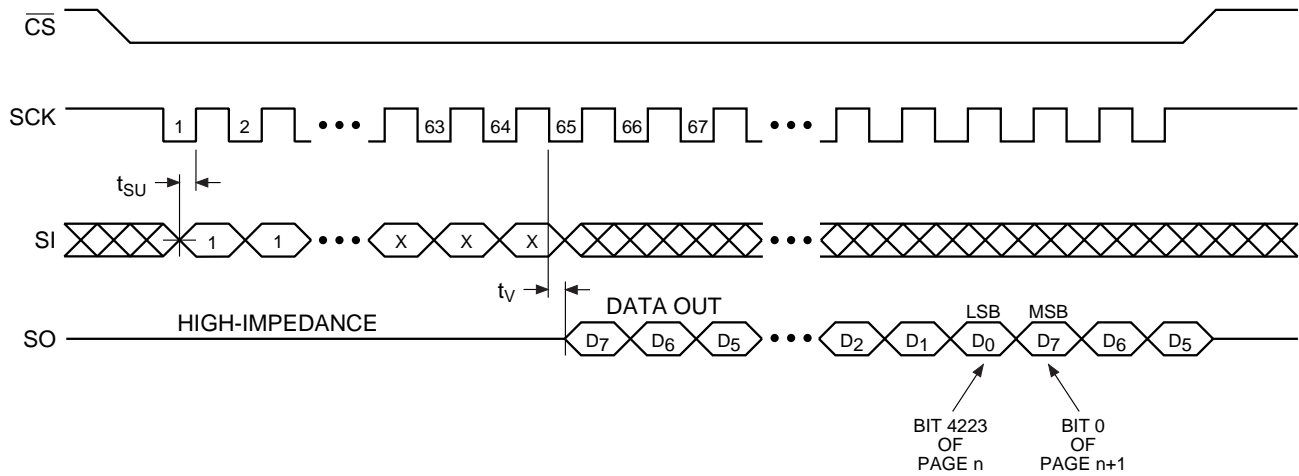 CS
SCK 1 2 ••• 63 64 65 66 67 •••
tSU
SI 1 1 ••• X X X •••
tV
HIGH-IMPEDANCE DATA OUT LSB MSB
SO D7 D6 D5 ••• D2 D1 D0 D7 D6 D5
BIT 4223
OF
PAGE n
BIT 0
OF
PAGE n+1